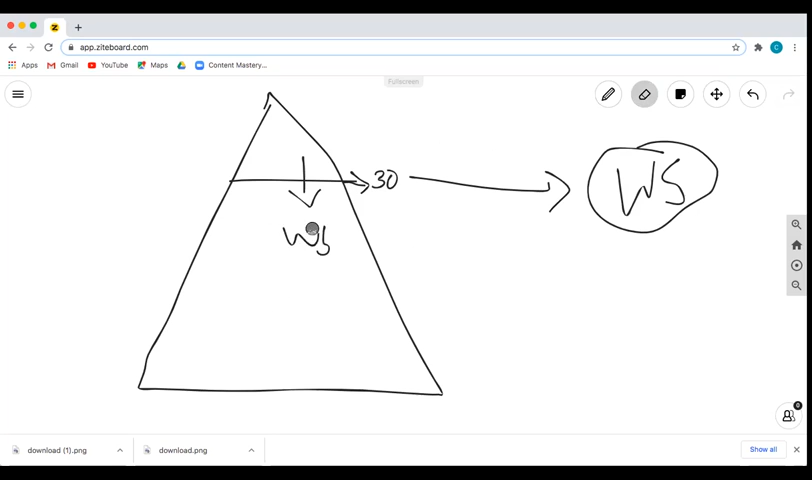 app.ziteboard.com
Apps Gmail YouTube Maps Content Mastery...
Fullscreen
30
WS
WS
0
download (1).png download.png Show all